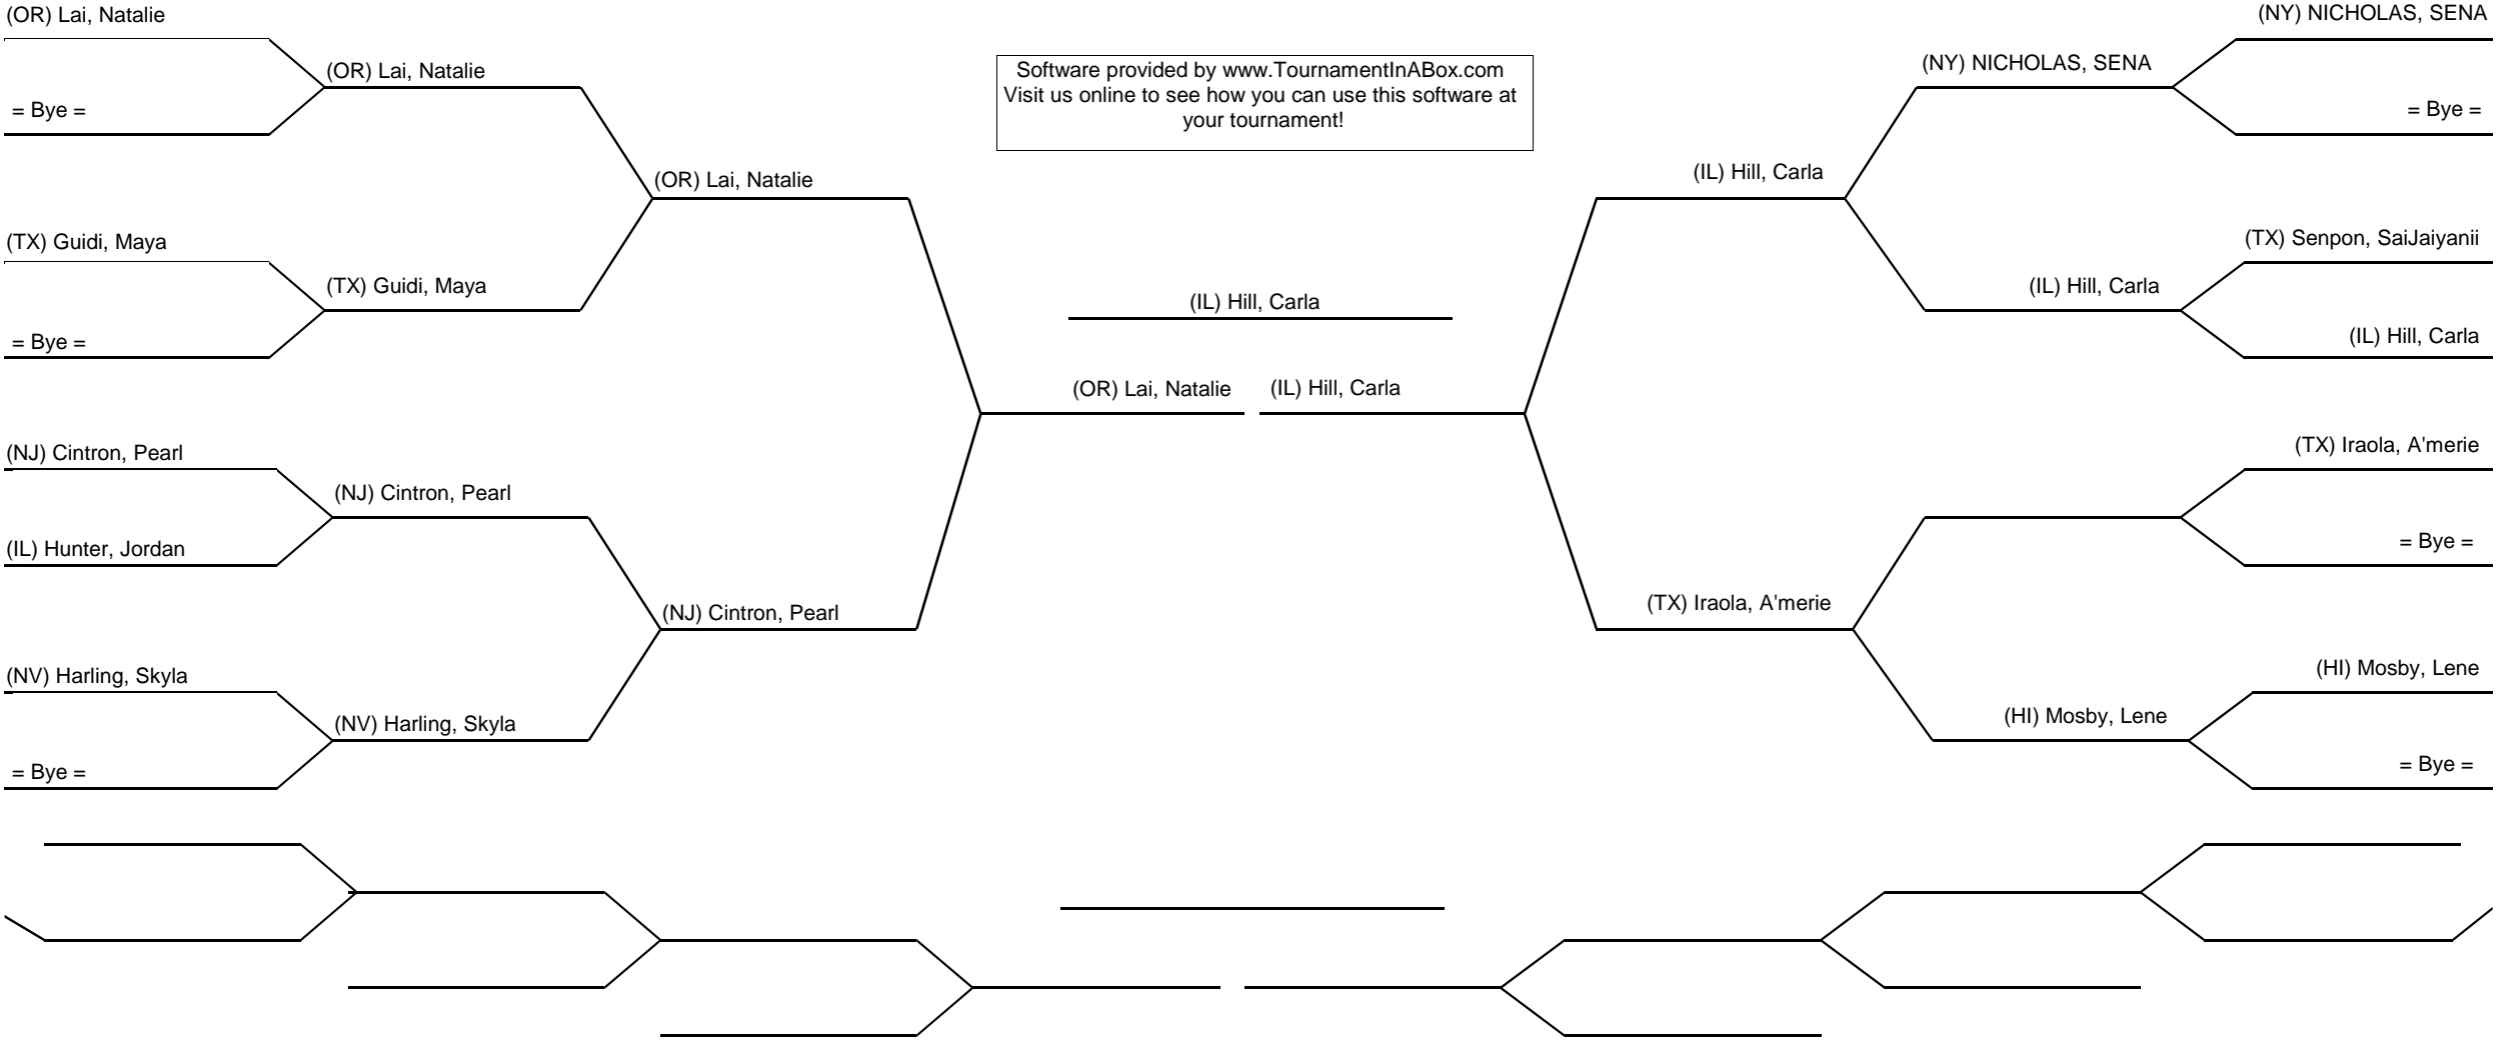 (OR) Lai, Natalie
(OR) Lai, Natalie
= Bye =
(OR) Lai, Natalie
(TX) Guidi, Maya
(TX) Guidi, Maya
= Bye =
(NJ) Cintron, Pearl
(NJ) Cintron, Pearl
(IL) Hunter, Jordan
(NJ) Cintron, Pearl
(NV) Harling, Skyla
(NV) Harling, Skyla
= Bye =
Software provided by www.TournamentInABox.com
Visit us online to see how you can use this software at
your tournament!
(IL) Hill, Carla
(OR) Lai, Natalie
(IL) Hill, Carla
(NY) NICHOLAS, SENA
(NY) NICHOLAS, SENA
= Bye =
(IL) Hill, Carla
(TX) Senpon, SaiJaiyanii
(IL) Hill, Carla
(IL) Hill, Carla
(TX) Iraola, A'merie
= Bye =
(TX) Iraola, A'merie
(HI) Mosby, Lene
(HI) Mosby, Lene
= Bye =